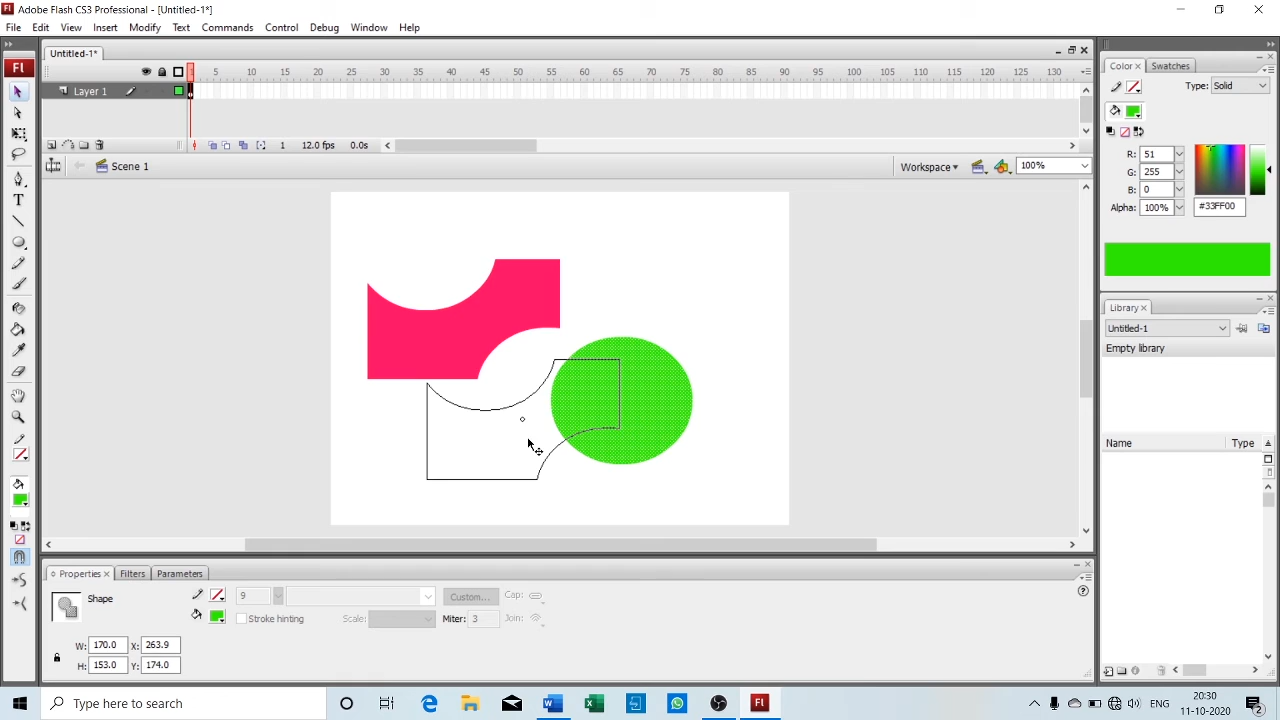 Fl Adobe Flash CS3 Professional - [Untitled-1*]
File Edit View Insert Modify Text Commands Control Debug Window Help
Untitled-1*
5 10 15 20 25 30 35 40 45 50 55 60 65 70 75 80 85 90 95 100 105 110 115 120 125 130
Fl
Layer 1
1 12.0 fps 0.0s
Scene 1
Workspace
100%
Color Swatches
Type: Solid
R: 51
G: 255
B: 0
Alpha: 100% #33FF00
Library
Untitled-1
Empty library
Name Type
Properties Filters Parameters
Shape
9
Custom...
Cap:
Stroke hinting
Scale:
Miter: 3
Join:
W: 170.0 X: 263.9
H: 153.0 Y: 174.0
Type here to search
Fl
ENG
20:30
11-10-2020
2